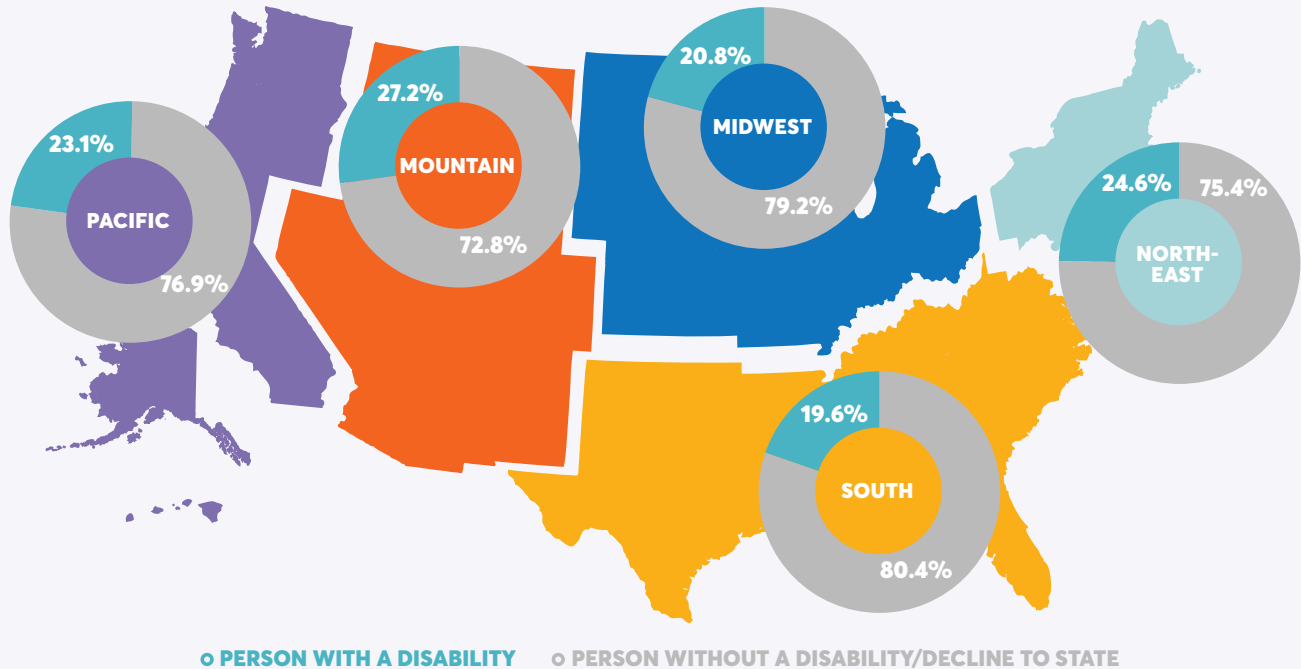 20.8%
MIDWEST
79.2%
27.2%
MOUNTAIN
72.8%
23.1%
PACIFIC
76.9%
24.6%
75.4%
NORTH-
EAST
19.6%
SOUTH
80.4%
PERSON WITH A DISABILITY
PERSON WITHOUT A DISABILITY/DECLINE TO STATE